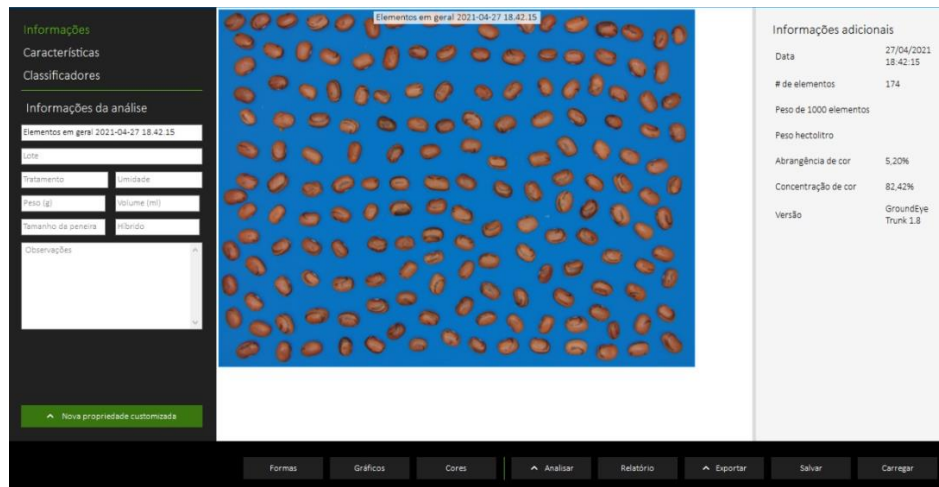 Informações
Características
Classificadores
Informações da análise
Elementos em geral 2021-04-27 18.42.15
Lote
Tratamento
Umidade
Peso (g)
Volume (ml)
Tamanho da peneira
Híbrido
Observações
Nova propriedade customizada
Elementos em geral 2021-04-27 18.42.15
Informações adicionais
Data
27/04/2021
18:42:15
# de elementos
174
Peso de 1000 elementos
Peso hectolitro
Abrangência de cor
5,20%
Concentração de cor
82,42%
Versão
GroundEye
Trunk 1.8
Formas
Gráficos
Cores
Analisar
Relatório
Exportar
Salvar
Carregar